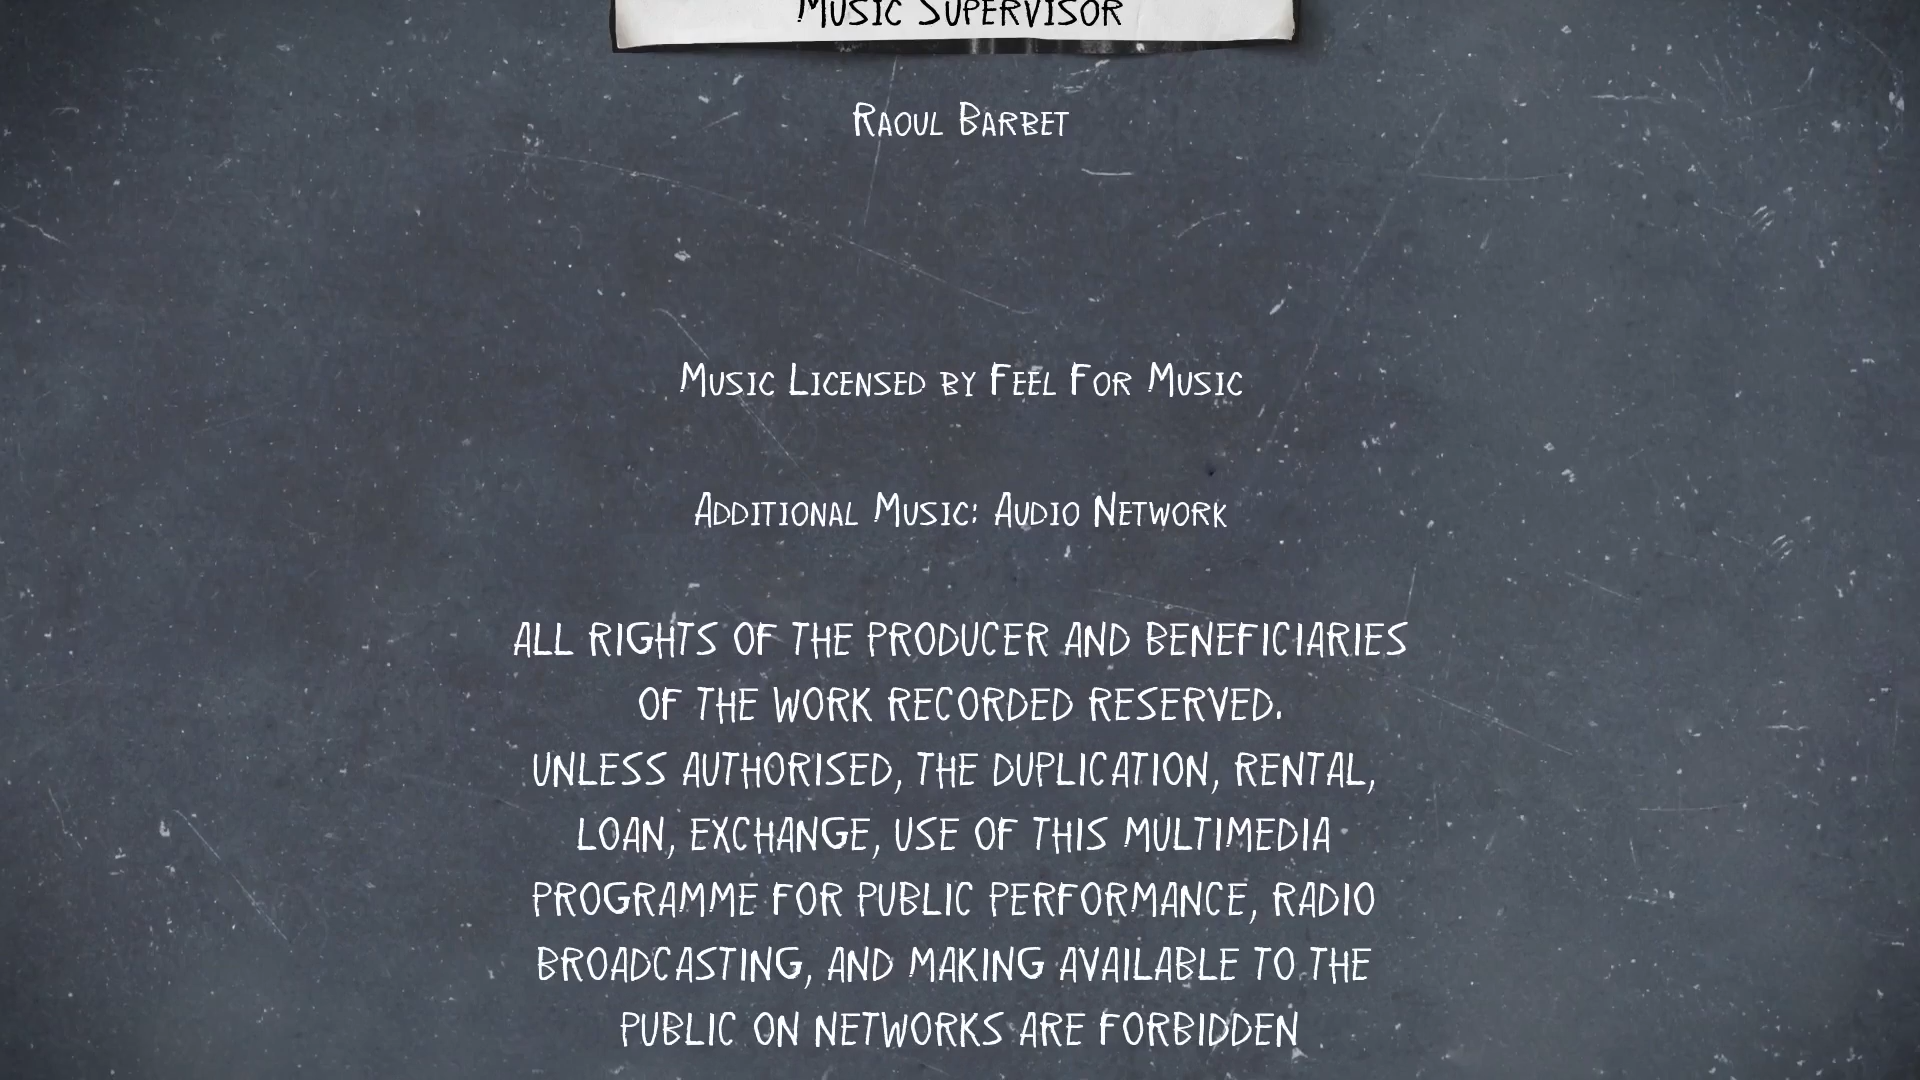 Music Supervisor
Raoul Barbet
Music Licensed by Feel For Music
Additional Music: Audio Network
ALL RIGHTS OF THE PRODUCER AND BENEFICIARIES
OF THE WORK RECORDED RESERVED.
UNLESS AUTHORISED, THE DUPLICATION, RENTAL,
LOAN, EXCHANGE, USE OF THIS MULTIMEDIA
PROGRAMME FOR PUBLIC PERFORMANCE, RADIO
BROADCASTING, AND MAKING AVAILABLE TO THE
PUBLIC ON NETWORKS ARE FORBIDDEN